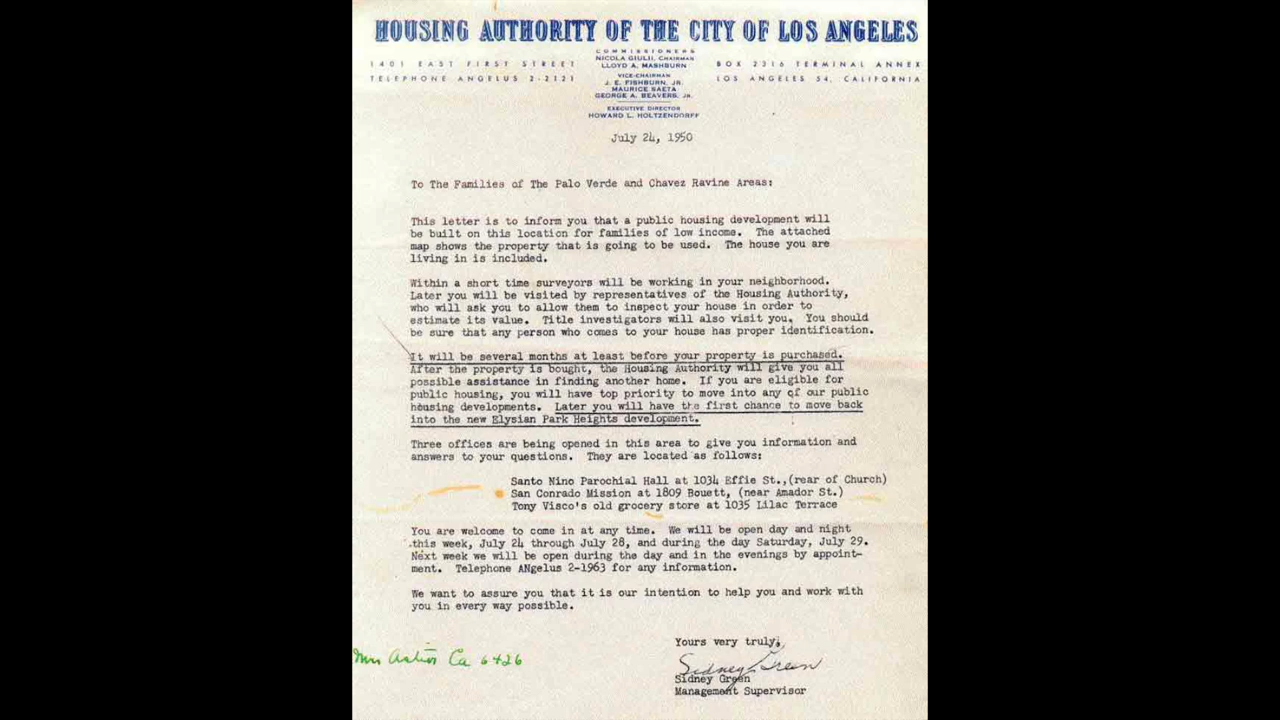 HOUSING AUTHORITY OF THE CITY OF LOS ANGELES
COMMISSIONERS
NICOLA GIULII, CHAIRMAN
LLOYD A. MASHBURN
VICE-CHAIRMAN
J. E. FISHBURN, JR.
MAURICE SAETA
GEORGE A. BEAVERS, JR.
EXECUTIVE DIRECTOR
HOWARD L. HOLTZENDORFF
1401 EAST FIRST STREET
TELEPHONE ANGELUS 2-2121
BOX 2316 TERMINAL ANNEX
LOS ANGELES 54, CALIFORNIA
July 24, 1950
To The Families of The Palo Verde and Chavez Ravine Areas:
This letter is to inform you that a public housing development will
be built on this location for families of low income. The attached
map shows the property that is going to be used. The house you are
living in is included.
Within a short time surveyors will be working in your neighborhood.
Later you will be visited by representatives of the Housing Authority,
who will ask you to allow them to inspect your house in order to
estimate its value. Title investigators will also visit you. You should
be sure that any person who comes to your house has proper identification.
It will be several months at least before your property is purchased.
After the property is bought, the Housing Authority will give you all
possible assistance in finding another home. If you are eligible for
public housing, you will have top priority to move into any of our public
housing developments. Later you will have the first chance to move back
into the new Elysian Park Heights development.
Three offices are being opened in this area to give you information and
answers to your questions. They are located as follows:
Santo Nino Parochial Hall at 1034 Effie St.,(rear of Church)
San Conrado Mission at 1809 Bouett, (near Amador St.)
Tony Visco's old grocery store at 1035 Lilac Terrace
You are welcome to come in at any time. We will be open day and night
this week, July 24 through July 28, and during the day Saturday, July 29.
Next week we will be open during the day and in the evenings by appoint-
ment. Telephone ANgelus 2-1963 for any information.
We want to assure you that it is our intention to help you and work with
you in every way possible.
Yours very truly,
Sidney Green
Sidney Green
Management Supervisor
Mrs Ca 6426